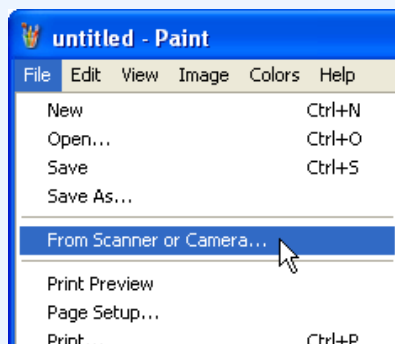 untitled - Paint
File Edit View Image Colors Help
New Ctrl+N
Open... Ctrl+O
Save Ctrl+S
Save As...
From Scanner or Camera...
Print Preview
Page Setup...
Print... Ctrl+P